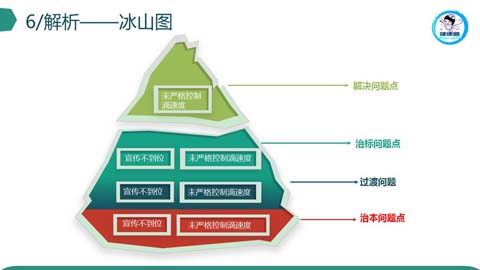 6/解析——冰山图
未严格控制
滴速度
解决问题点
治标问题点
宣传不到位 未严格控制滴速度
宣传不到位 未严格控制滴速度
过渡问题
宣传不到位 未严格控制滴速度
治本问题点